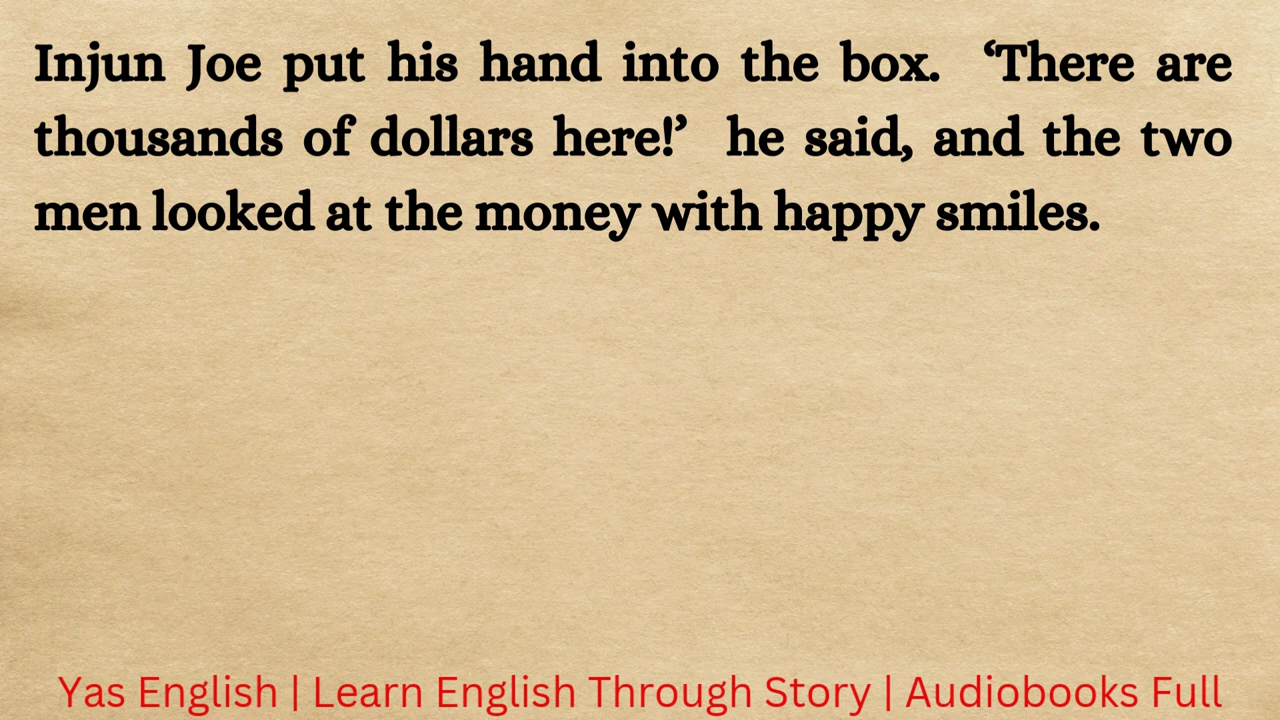 Injun Joe put his hand into the box. ‘There are
thousands of dollars here!’ he said, and the two
men looked at the money with happy smiles.
Yas English | Learn English Through Story | Audiobooks Full